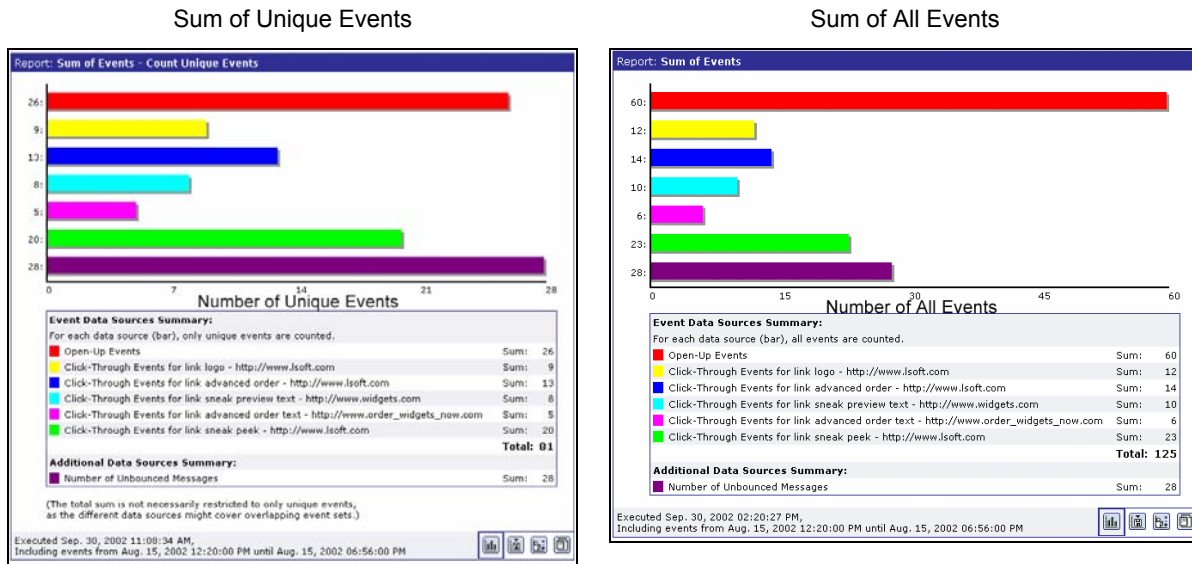 Sum of Unique Events
Report: Sum of Events - Count Unique Events
26:
9:
13:
8:
5:
20:
28:
0 7 14 21 28
Number of Unique Events
Event Data Sources Summary:
For each data source (bar), only unique events are counted.
Open-Up Events Sum: 26
Click-Through Events for link logo - http://www.lsoft.com Sum: 9
Click-Through Events for link advanced order - http://www.lsoft.com Sum: 13
Click-Through Events for link sneak preview text - http://www.widgets.com Sum: 8
Click-Through Events for link advanced order text - http://www.order_widgets_now.com Sum: 5
Click-Through Events for link sneak peek - http://www.lsoft.com Sum: 20
Total: 81
Additional Data Sources Summary:
Number of Unbounced Messages Sum: 28
(The total sum is not necessarily restricted to only unique events,
as the different data sources might cover overlapping event sets.)
Executed Sep. 30, 2002 11:08:34 AM,
Including events from Aug. 15, 2002 12:20:00 PM until Aug. 15, 2002 06:56:00 PM
Sum of All Events
Report: Sum of Events
60:
12:
14:
10:
6:
23:
28:
0 15 30 45 60
Number of All Events
Event Data Sources Summary:
For each data source (bar), all events are counted.
Open-Up Events Sum: 60
Click-Through Events for link logo - http://www.lsoft.com Sum: 12
Click-Through Events for link advanced order - http://www.lsoft.com Sum: 14
Click-Through Events for link sneak preview text - http://www.widgets.com Sum: 10
Click-Through Events for link advanced order text - http://www.order_widgets_now.com Sum: 6
Click-Through Events for link sneak peek - http://www.lsoft.com Sum: 23
Total: 125
Additional Data Sources Summary:
Number of Unbounced Messages Sum: 28
Executed Sep. 30, 2002 02:20:27 PM,
Including events from Aug. 15, 2002 12:20:00 PM until Aug. 15, 2002 06:56:00 PM